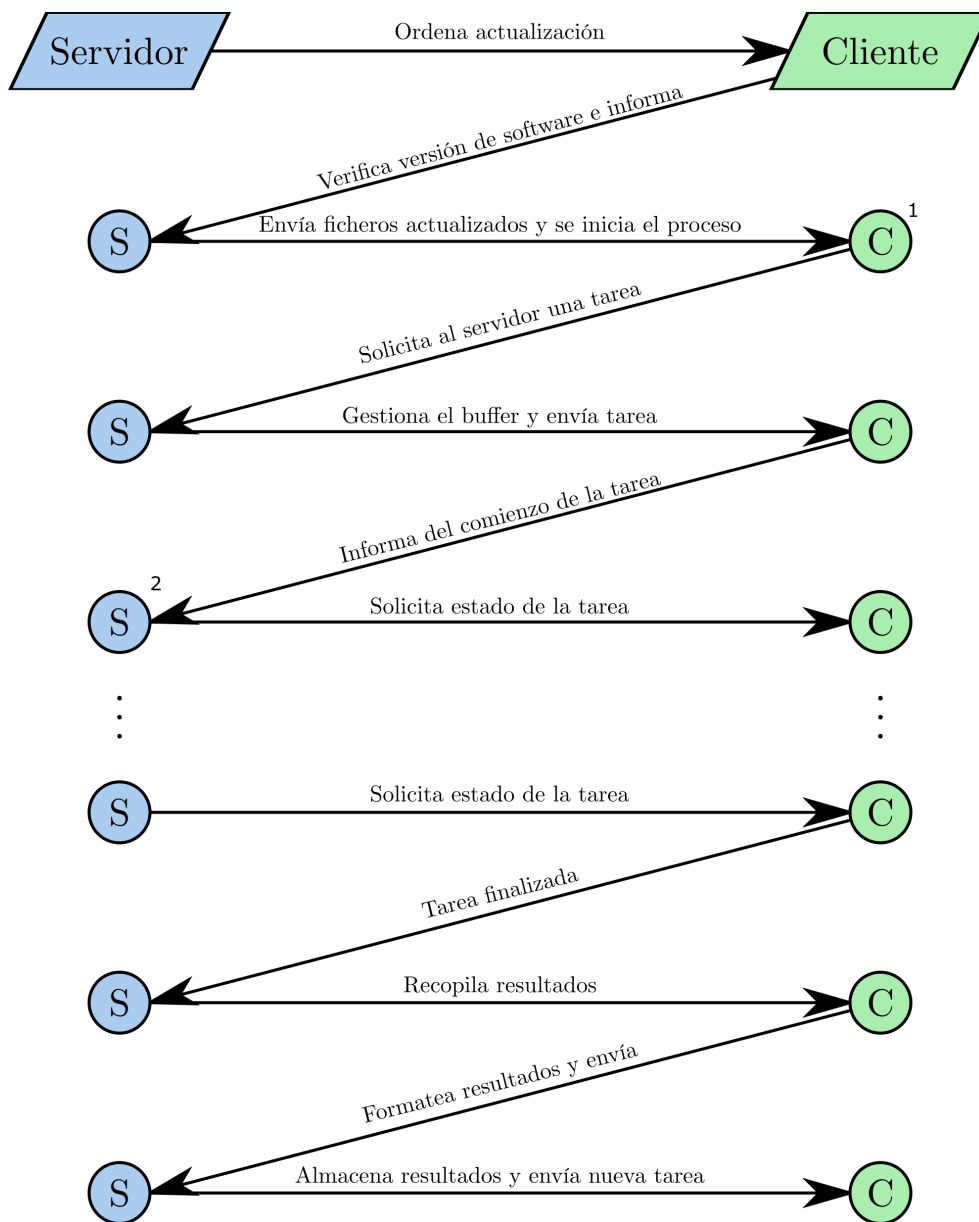 Ordena actualización
Servidor
Cliente
Verifica versión de software e informa
1
Envía ficheros actualizados y se inicia el proceso
S
C
Solicita al servidor una tarea
Gestiona el buffer y envía tarea
S
C
Informa del comienzo de la tarea
2
Solicita estado de la tarea
S
C
Solicita estado de la tarea
S
C
Tarea finalizada
Recopila resultados
S
C
Formatea resultados y envía
Almacena resultados y envía nueva tarea
S
C